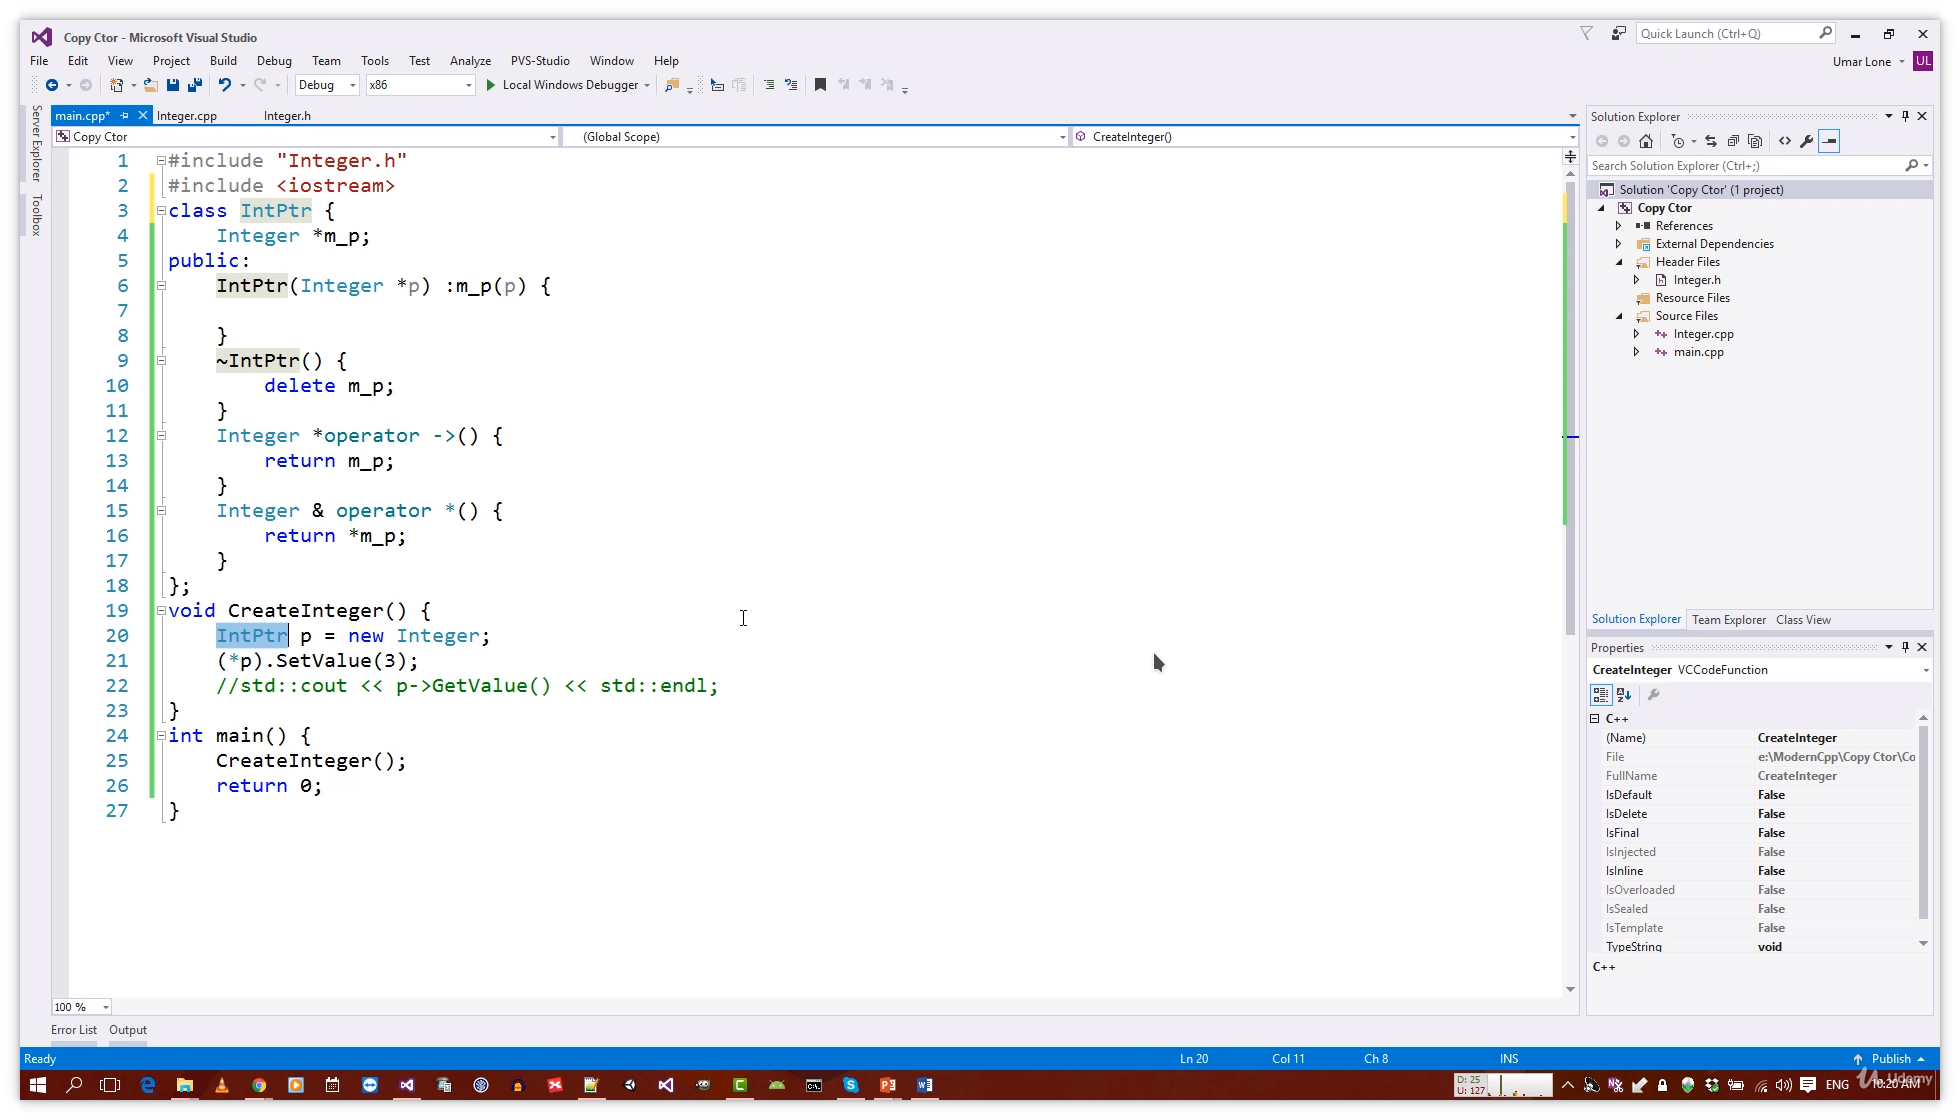 Copy Ctor - Microsoft Visual Studio
Quick Launch (Ctrl+Q)
File Edit View Project Build Debug Team Tools Test Analyze PVS-Studio Window Help
Umar Lone UL
Debug x86 Local Windows Debugger
Server Explorer
Toolbox
main.cpp* Integer.cpp Integer.h
Copy Ctor (Global Scope) CreateInteger()
1 #include "Integer.h"
2 #include <iostream>
3 class IntPtr {
4 Integer *m_p;
5 public:
6 IntPtr(Integer *p) :m_p(p) {
7
8 }
9 ~IntPtr() {
10 delete m_p;
11 }
12 Integer *operator ->() {
13 return m_p;
14 }
15 Integer & operator *() {
16 return *m_p;
17 }
18 };
19 void CreateInteger() {
20 IntPtr p = new Integer;
21 (*p).SetValue(3);
22 //std::cout << p->GetValue() << std::endl;
23 }
24 int main() {
25 CreateInteger();
26 return 0;
27 }
100 %
Error List Output
Solution Explorer
Search Solution Explorer (Ctrl+;)
Solution 'Copy Ctor' (1 project)
Copy Ctor
References
External Dependencies
Header Files
Integer.h
Resource Files
Source Files
Integer.cpp
main.cpp
Solution Explorer Team Explorer Class View
Properties
CreateInteger VCCodeFunction
C++
(Name) CreateInteger
File e:\ModernCpp\Copy Ctor\Co
FullName CreateInteger
IsDefault False
IsDelete False
IsFinal False
IsInjected False
IsInline False
IsOverloaded False
IsSealed False
IsTemplate False
TypeString void
C++
Ready Ln 20 Col 11 Ch 8 INS Publish
D: 25
U: 127
ENG 10:20 AM
Udemy